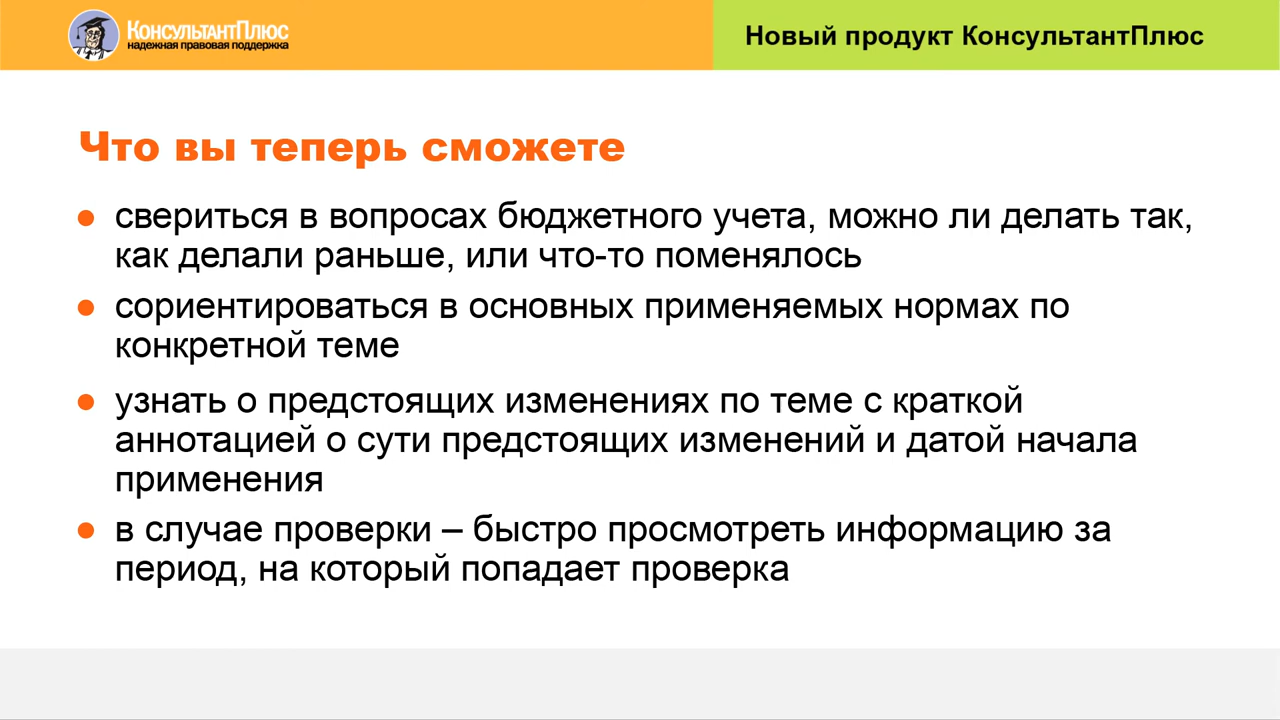 КонсультантПлюс
надежная правовая поддержка
Новый продукт КонсультантПлюс
Что вы теперь сможете
● свериться в вопросах бюджетного учета, можно ли делать так,
как делали раньше, или что-то поменялось
● сориентироваться в основных применяемых нормах по
конкретной теме
● узнать о предстоящих изменениях по теме с краткой
аннотацией о сути предстоящих изменений и датой начала
применения
● в случае проверки – быстро просмотреть информацию за
период, на который попадает проверка